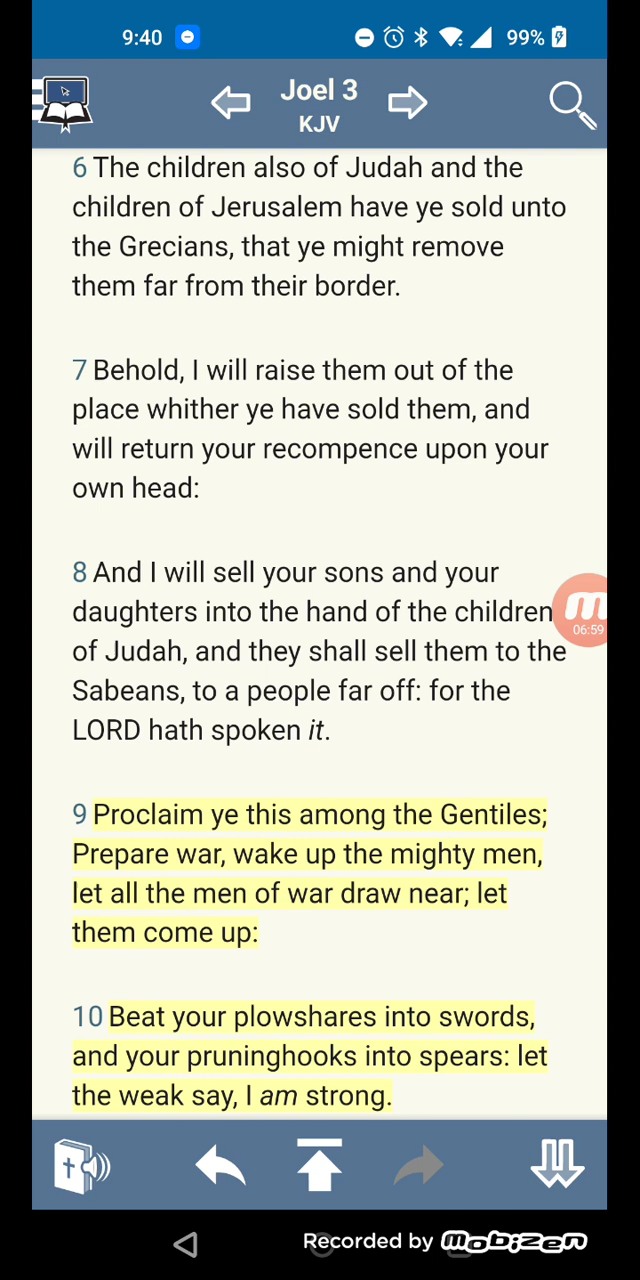 9:40
99%
Joel 3
KJV
6 The children also of Judah and the
children of Jerusalem have ye sold unto
the Grecians, that ye might remove
them far from their border.
7 Behold, I will raise them out of the
place whither ye have sold them, and
will return your recompence upon your
own head:
8 And I will sell your sons and your
daughters into the hand of the children
of Judah, and they shall sell them to the
Sabeans, to a people far off: for the
LORD hath spoken it.
06:59
9 Proclaim ye this among the Gentiles;
Prepare war, wake up the mighty men,
let all the men of war draw near; let
them come up:
10 Beat your plowshares into swords,
and your pruninghooks into spears: let
the weak say, I am strong.
Recorded by mobizen